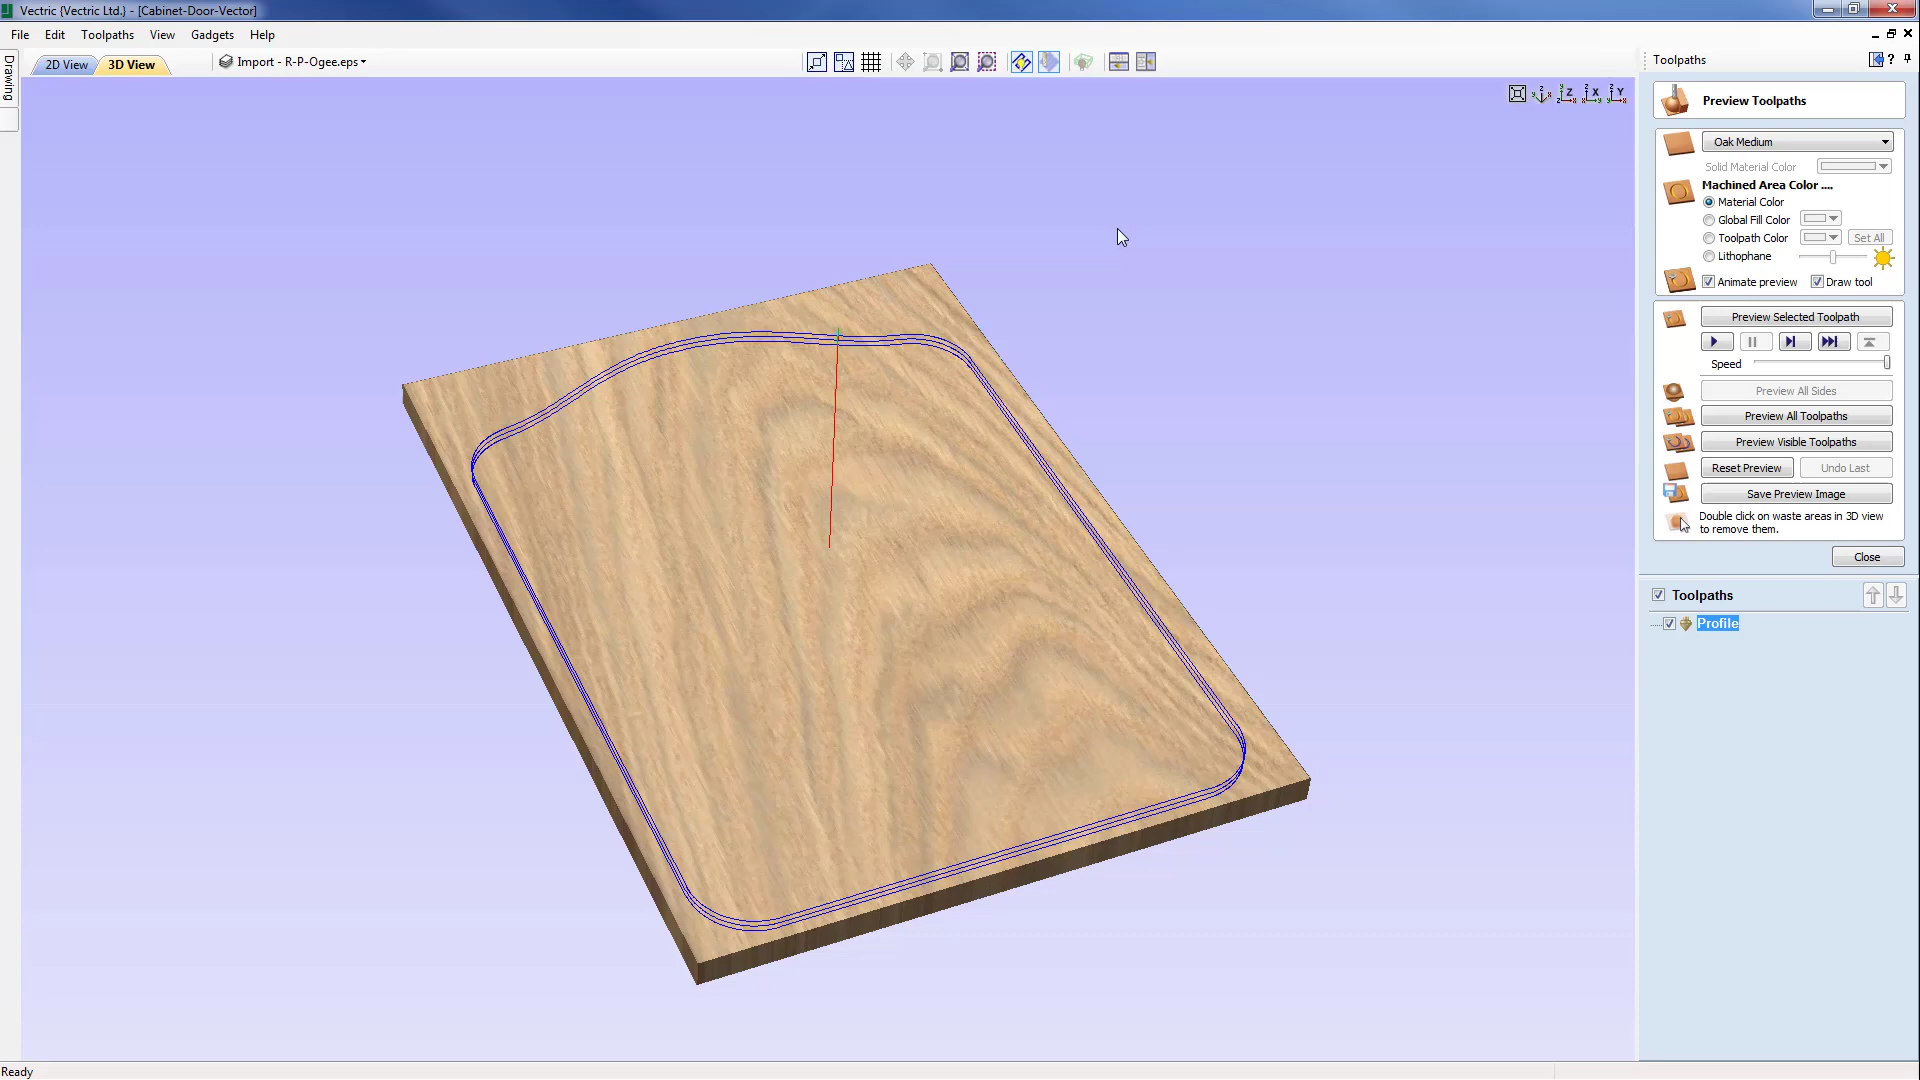 Vectric {Vectric Ltd.} - [Cabinet-Door-Vector]
File Edit Toolpaths View Gadgets Help
Drawing
2D View 3D View Import - R-P-Ogee.eps
Toolpaths
Preview Toolpaths
Oak Medium
Solid Material Color
Machined Area Color ....
Material Color
Global Fill Color
Toolpath Color Set All
Lithophane
Animate preview Draw tool
Preview Selected Toolpath
Speed
Preview All Sides
Preview All Toolpaths
Preview Visible Toolpaths
Reset Preview Undo Last
Save Preview Image
Double click on waste areas in 3D view
to remove them.
Close
Toolpaths
Profile
Ready